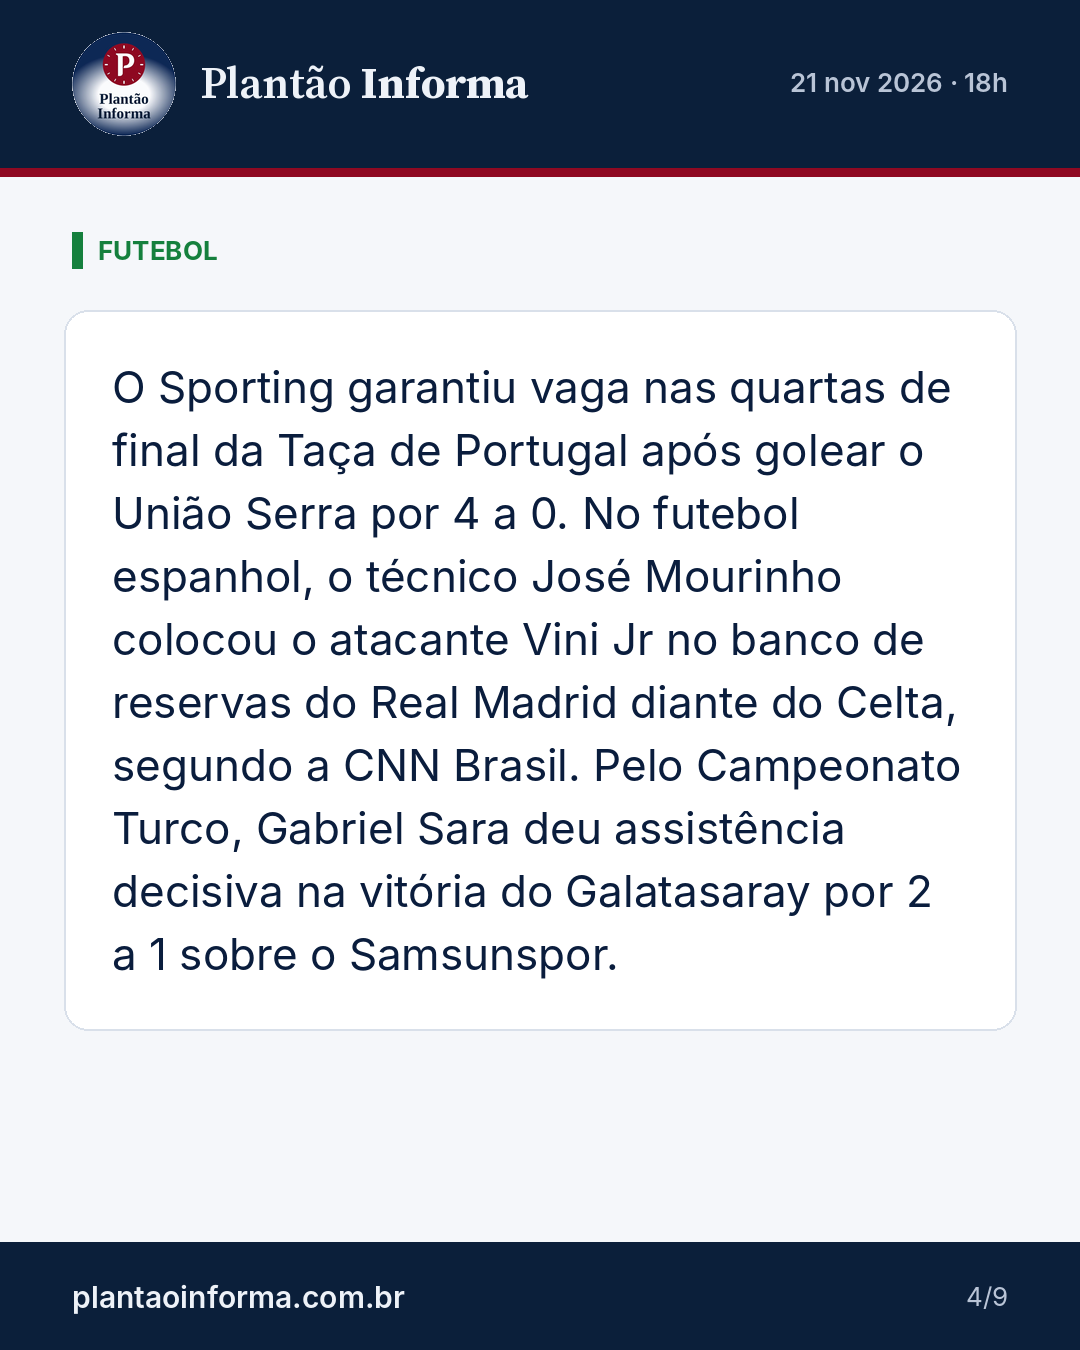 P
Plantão
Informa
Plantão Informa
21 nov 2026 · 18h
FUTEBOL
O Sporting garantiu vaga nas quartas de
final da Taça de Portugal após golear o
União Serra por 4 a 0. No futebol
espanhol, o técnico José Mourinho
colocou o atacante Vini Jr no banco de
reservas do Real Madrid diante do Celta,
segundo a CNN Brasil. Pelo Campeonato
Turco, Gabriel Sara deu assistência
decisiva na vitória do Galatasaray por 2
a 1 sobre o Samsunspor.
plantaoinforma.com.br
4/9